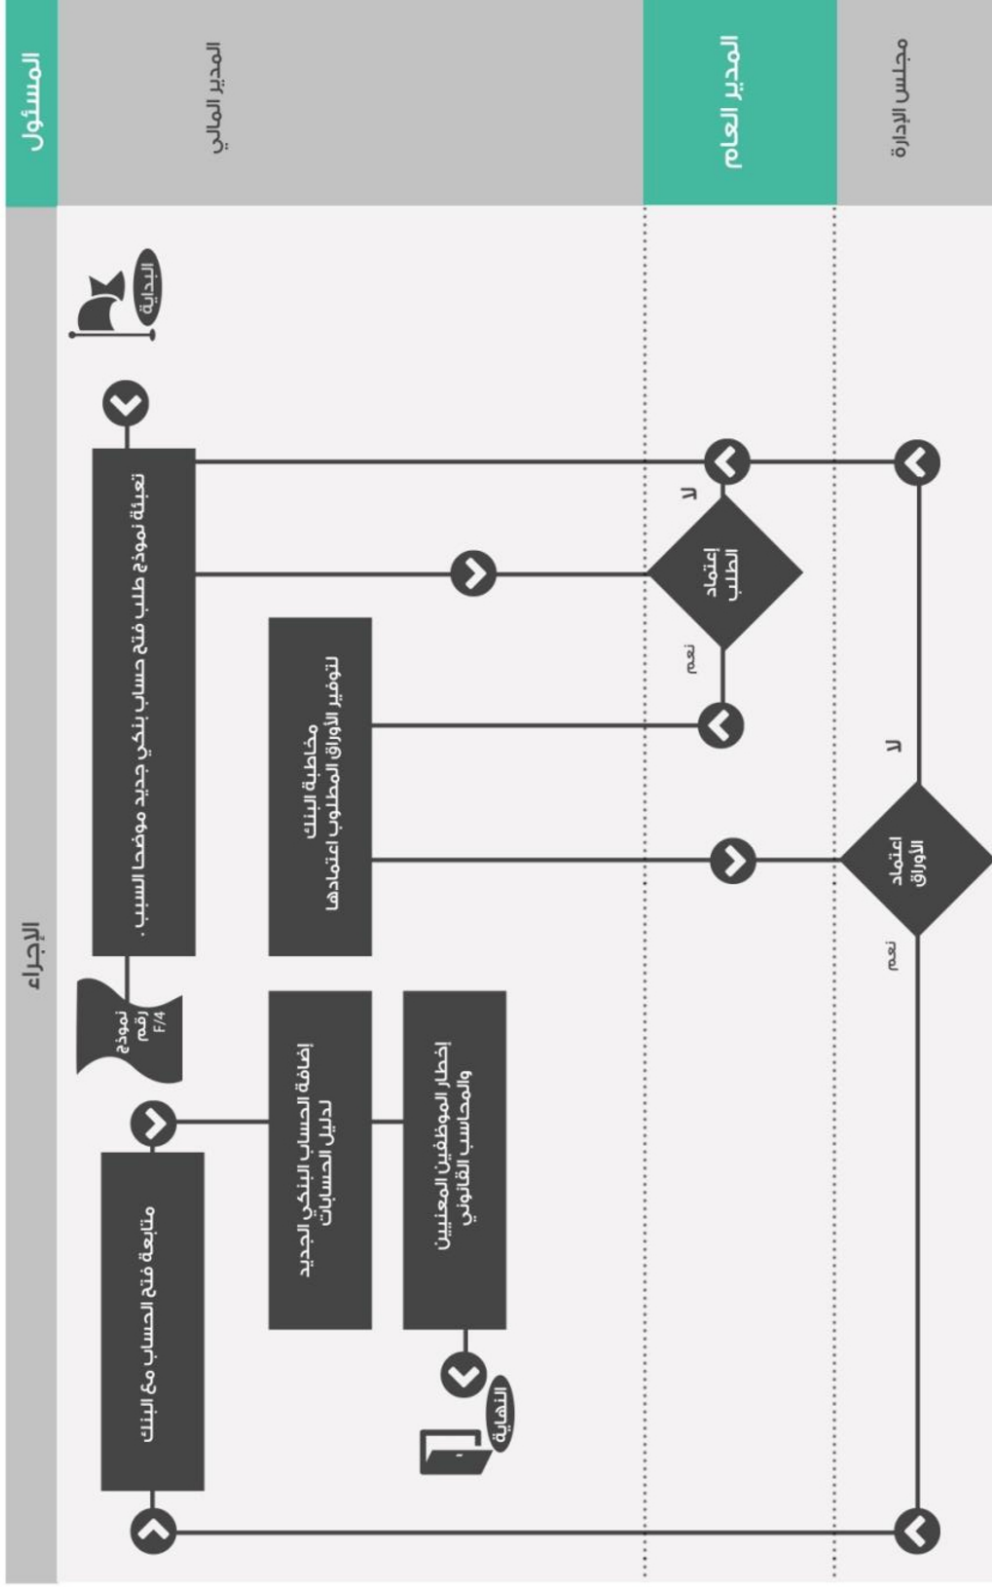 المسئول
الإجراء
المدير المالي
المدير العام
مجلس الإدارة
البداية
تعبئة نموذج طلب فتح حساب بنكي جديد موضحا السبب .
نموذج
رقم
F/4
إعتماد
الطلب
لا
نعم
مخاطبة البنك
لتوفير الأوراق المطلوب اعتمادها
اعتماد
الأوراق
لا
نعم
متابعة فتح الحساب مع البنك
إضافة الحساب البنكي الجديد
لدليل الحسابات
إخطار الموظفين المعنيين
والمحاسب القانوني
النهاية